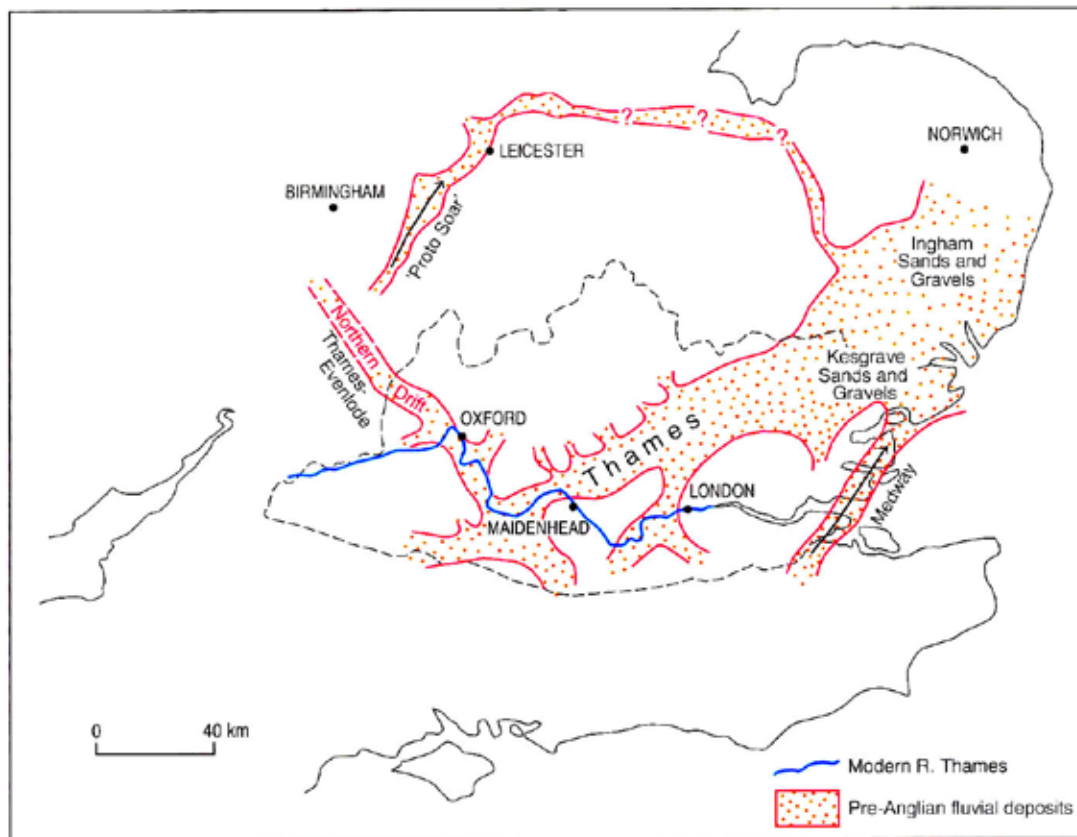 NORWICH
LEICESTER
BIRMINGHAM
'Proto Soar'
? ? ?
Ingham
Sands and
Gravels
Northern
Drift
Thames-
Evenlode
Kesgrave
Sands and
Gravels
OXFORD
Thames
LONDON
MAIDENHEAD
Medway
0 40 km
Modern R. Thames
Pre-Anglian fluvial deposits